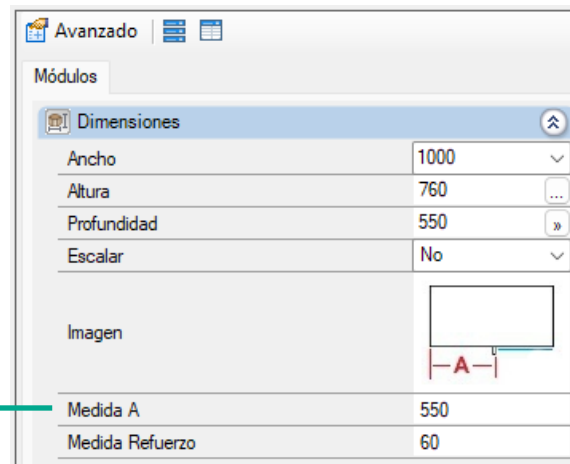 Avanzado
Módulos
Dimensiones
Ancho 1000
Altura 760 ...
Profundidad 550 »
Escalar No
Imagen
A
Medida A 550
Medida Refuerzo 60